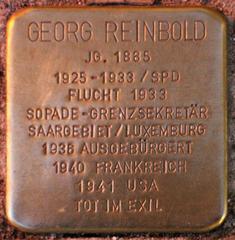 GEORG REINBOLD
JG. 1885
1925-1933/SPD
FLUCHT 1933
SOPADE-GRENZSEKRETÄR
SAARGEBIET/LUXEMBURG
1938 AUSGEBÜRGERT
1940 FRANKREICH
1941 USA
TOT IM EXIL